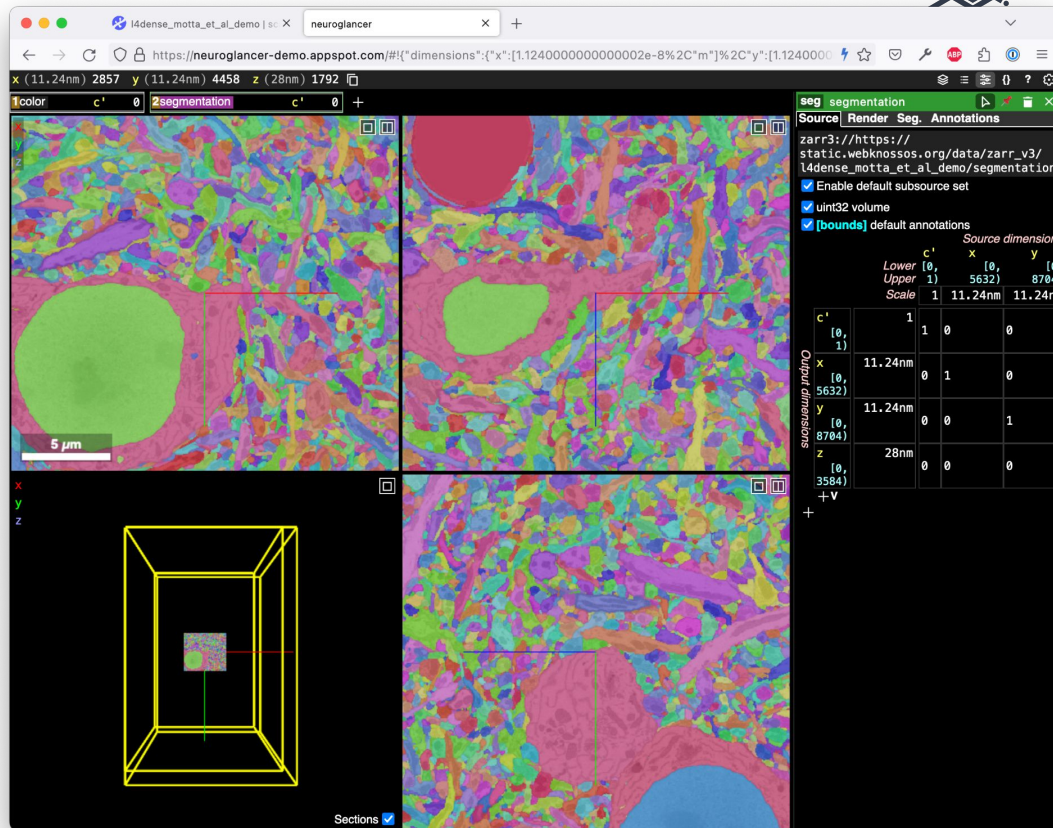 l4dense_motta_et_al_demo | sc
neuroglancer
https://neuroglancer-demo.appspot.com/#!{"dimensions":{"x":[1.1240000000000002e-8%2C"m"]%2C"y":[1.124000
ABP
x (11.24nm) 2857 y (11.24nm) 4458 z (28nm) 1792
1color c' 0 2segmentation c' 0 +
x
y
z
5 µm
x
y
z
Sections
seg segmentation
Source Render Seg. Annotations
zarr3://https://
static.webknossos.org/data/zarr_v3/
l4dense_motta_et_al_demo/segmentation
Enable default subsource set
uint32 volume
[bounds] default annotations
Source dimension
c' x y
Lower [0, [0, [0
Upper 1) 5632) 8704
Scale 1 11.24nm 11.24n
Output dimensions
c' 1 1 0 0
[0,
1)
x 11.24nm 0 1 0
[0,
5632)
y 11.24nm 0 0 1
[0,
8704)
z 28nm 0 0 0
[0,
3584)
+v
+